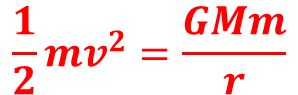 1/2 mv² = GMm/r